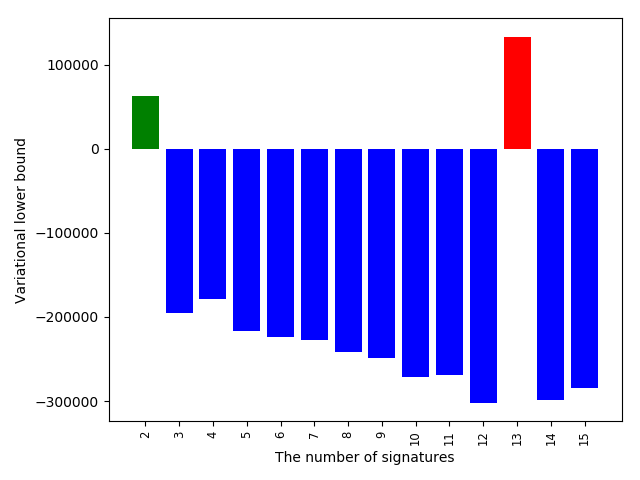 100000
0
−100000
−200000
−300000
Variational lower bound
2 3 4 5 6 7 8 9 10 11 12 13 14 15
The number of signatures